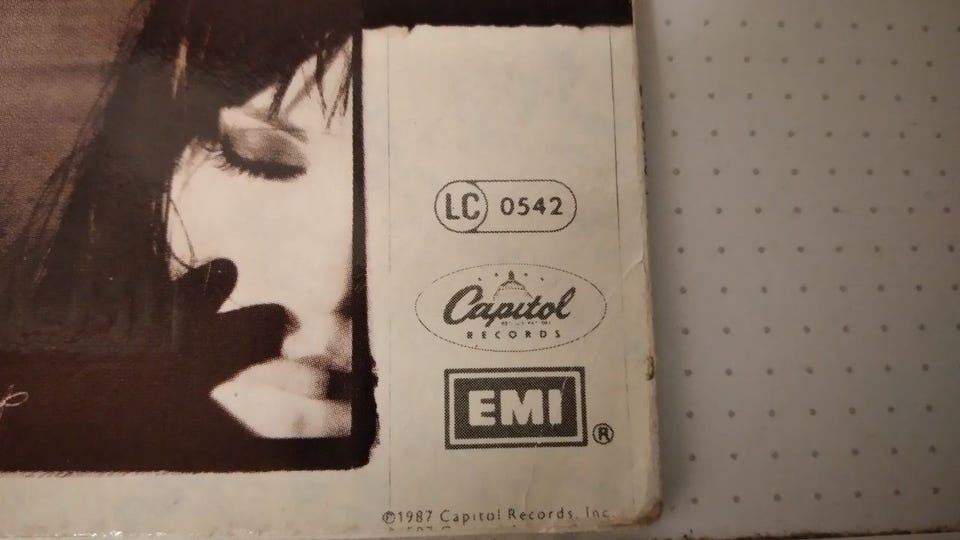 LC 0542
Capitol
RECORDS
EMI ®
℗1987 Capitol Records, Inc.